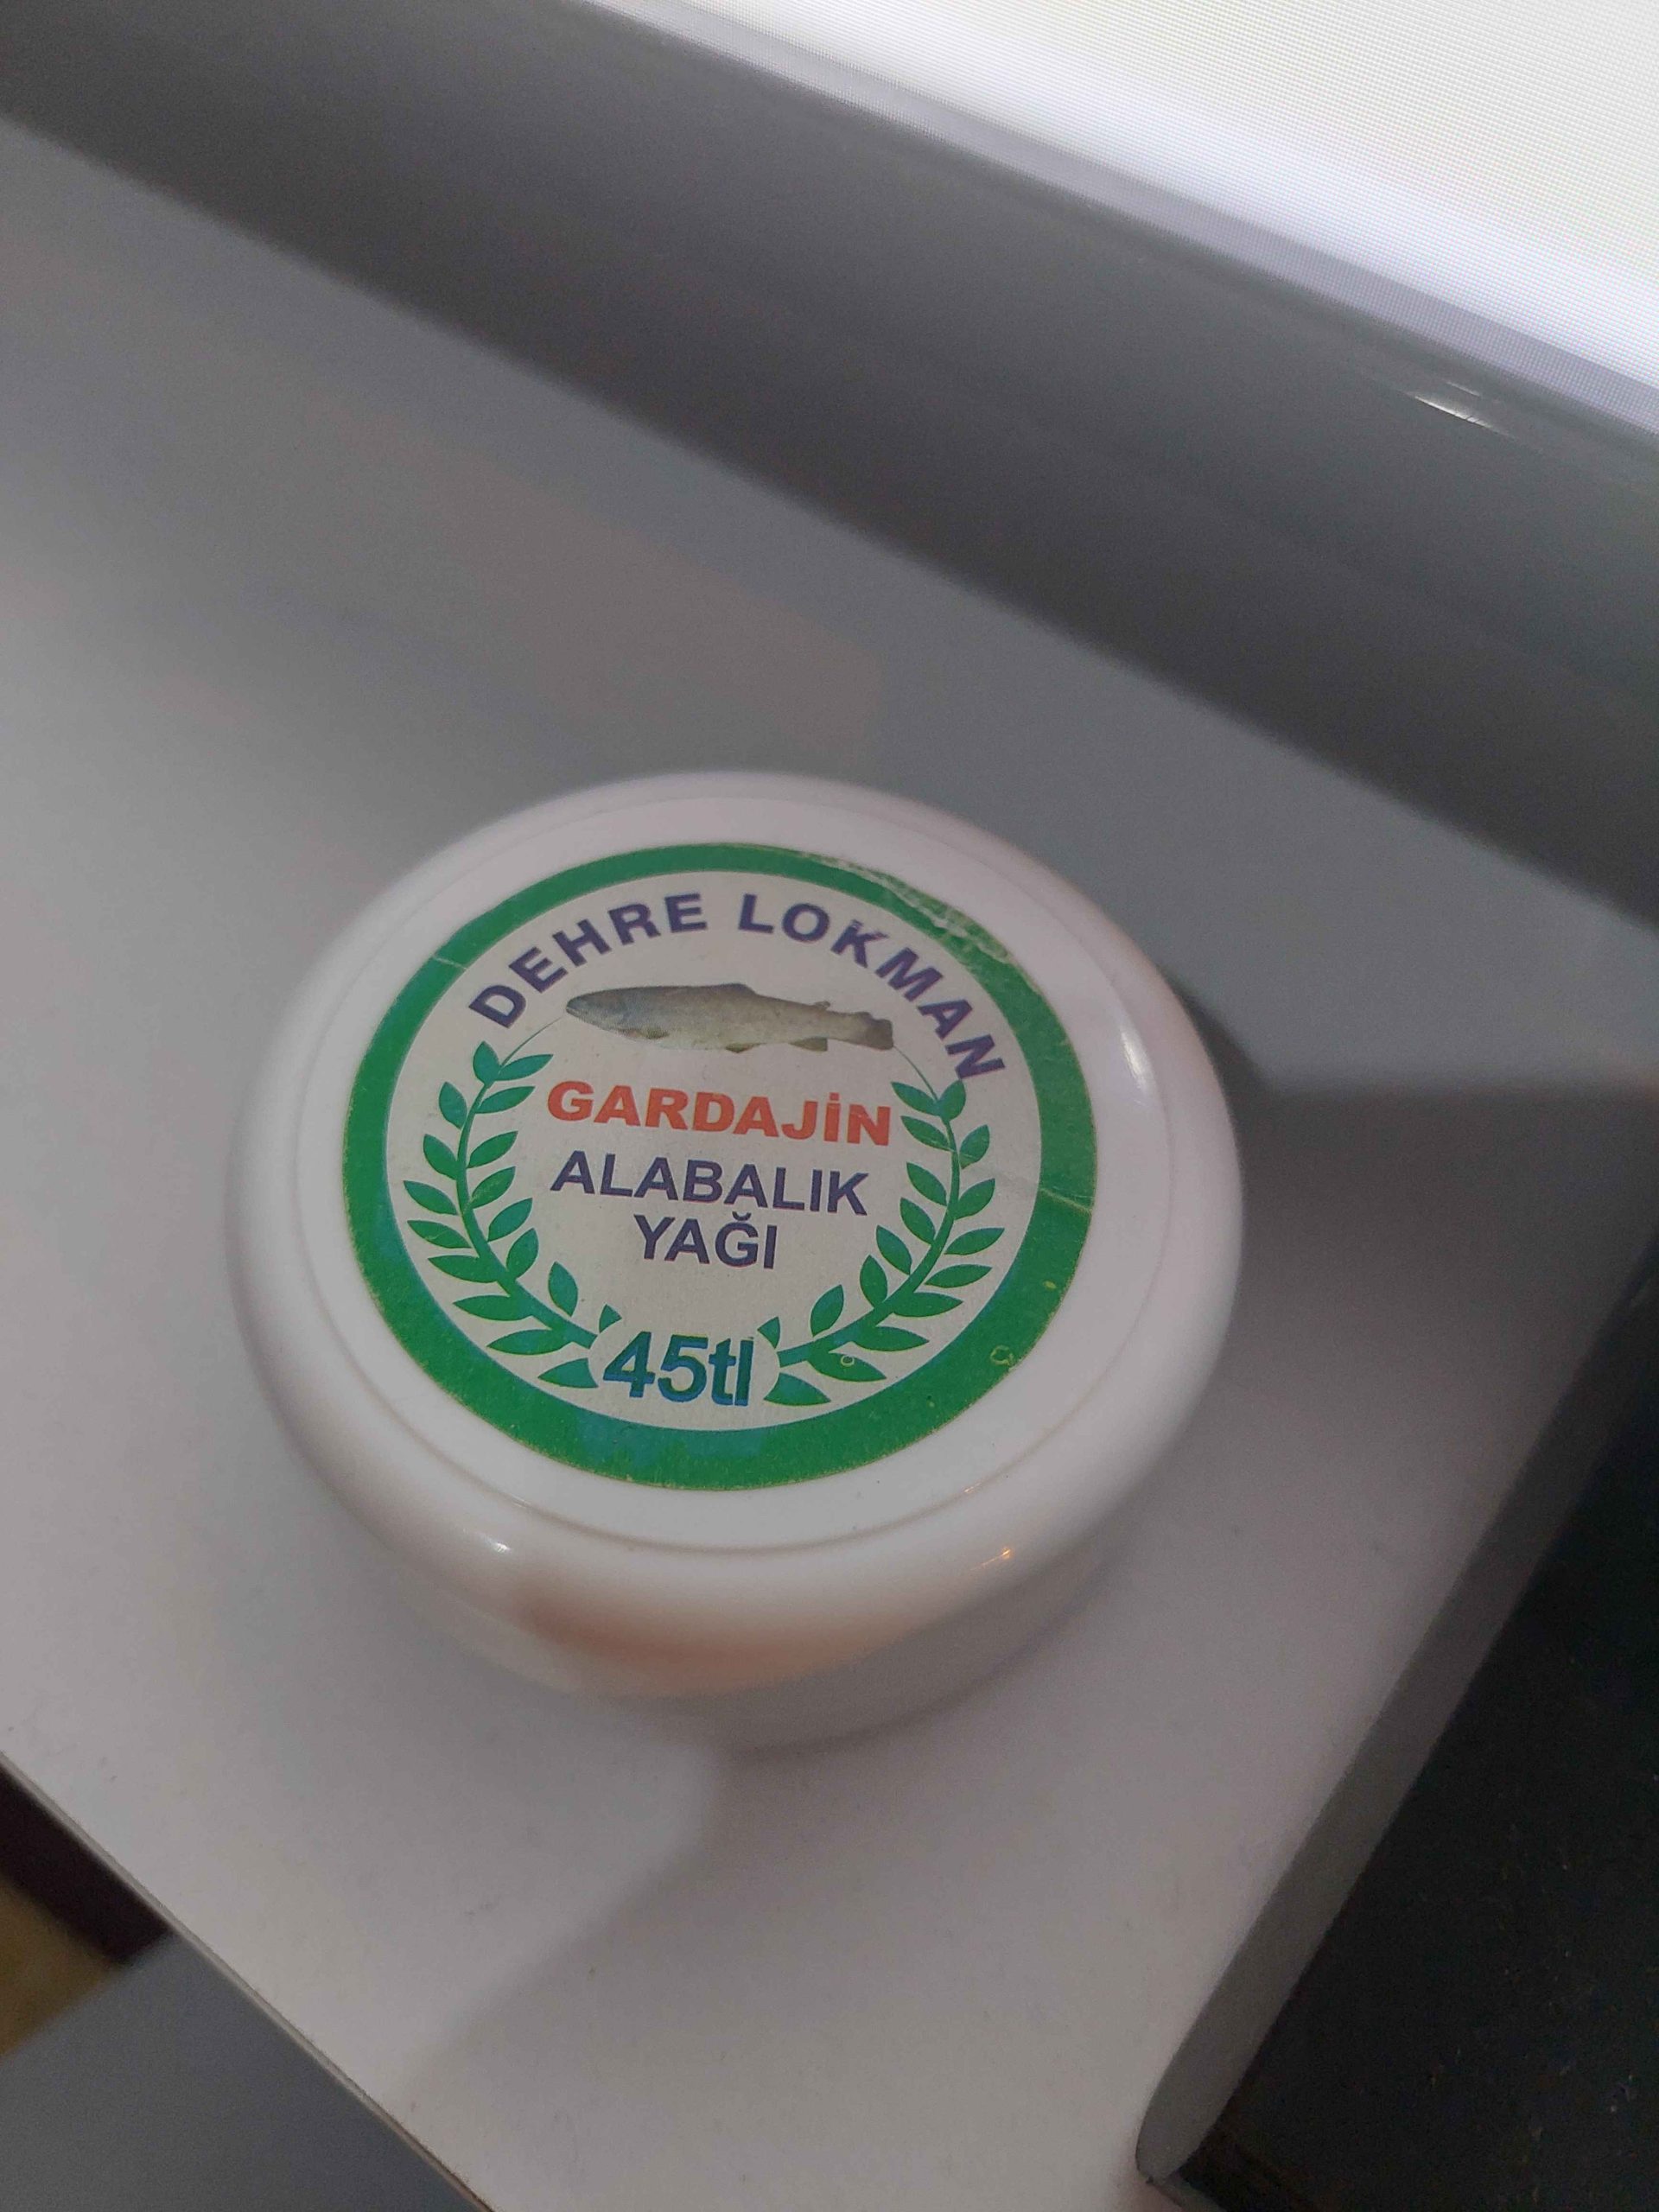 DEHRE LOKMAN
GARDAJİN
ALABALIK
YAĞI
45tl